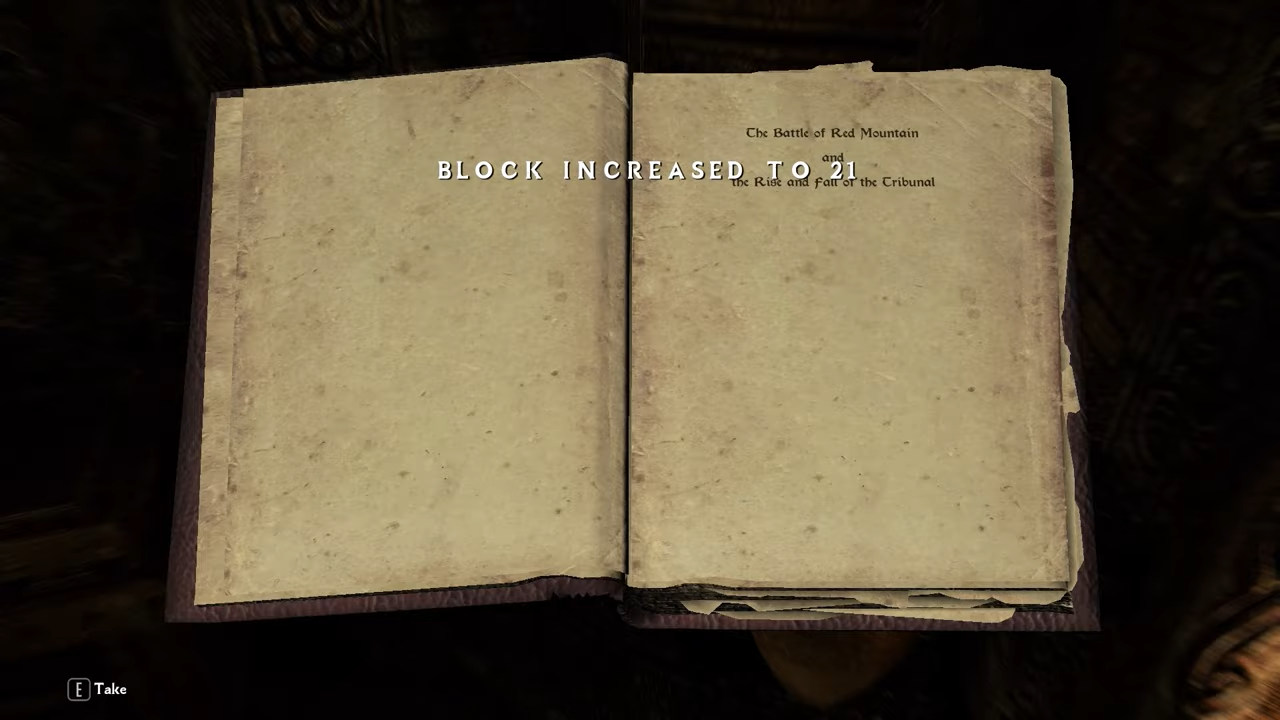 The Battle of Red Mountain
and
BLOCK INCREASED TO 21
the Rise and Fall of the Tribunal
E Take